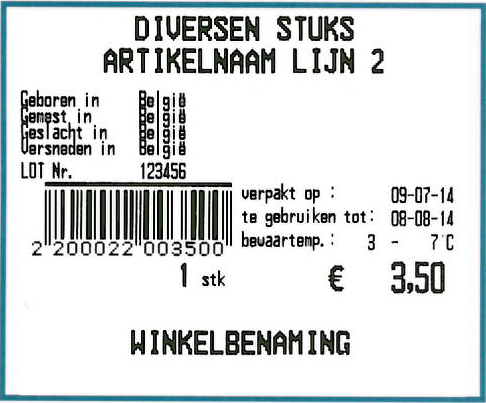 DIVERSEN STUKS
ARTIKELNAAM LIJN 2
Geboren in België
Gemest in België
Geslacht in België
Versneden in België
LOT Nr. 123456
verpakt op : 09-07-14
te gebruiken tot: 08-08-14
bewaartemp.: 3 - 7°C
2 200022 003500
1 stk € 3,50
WINKELBENAMING